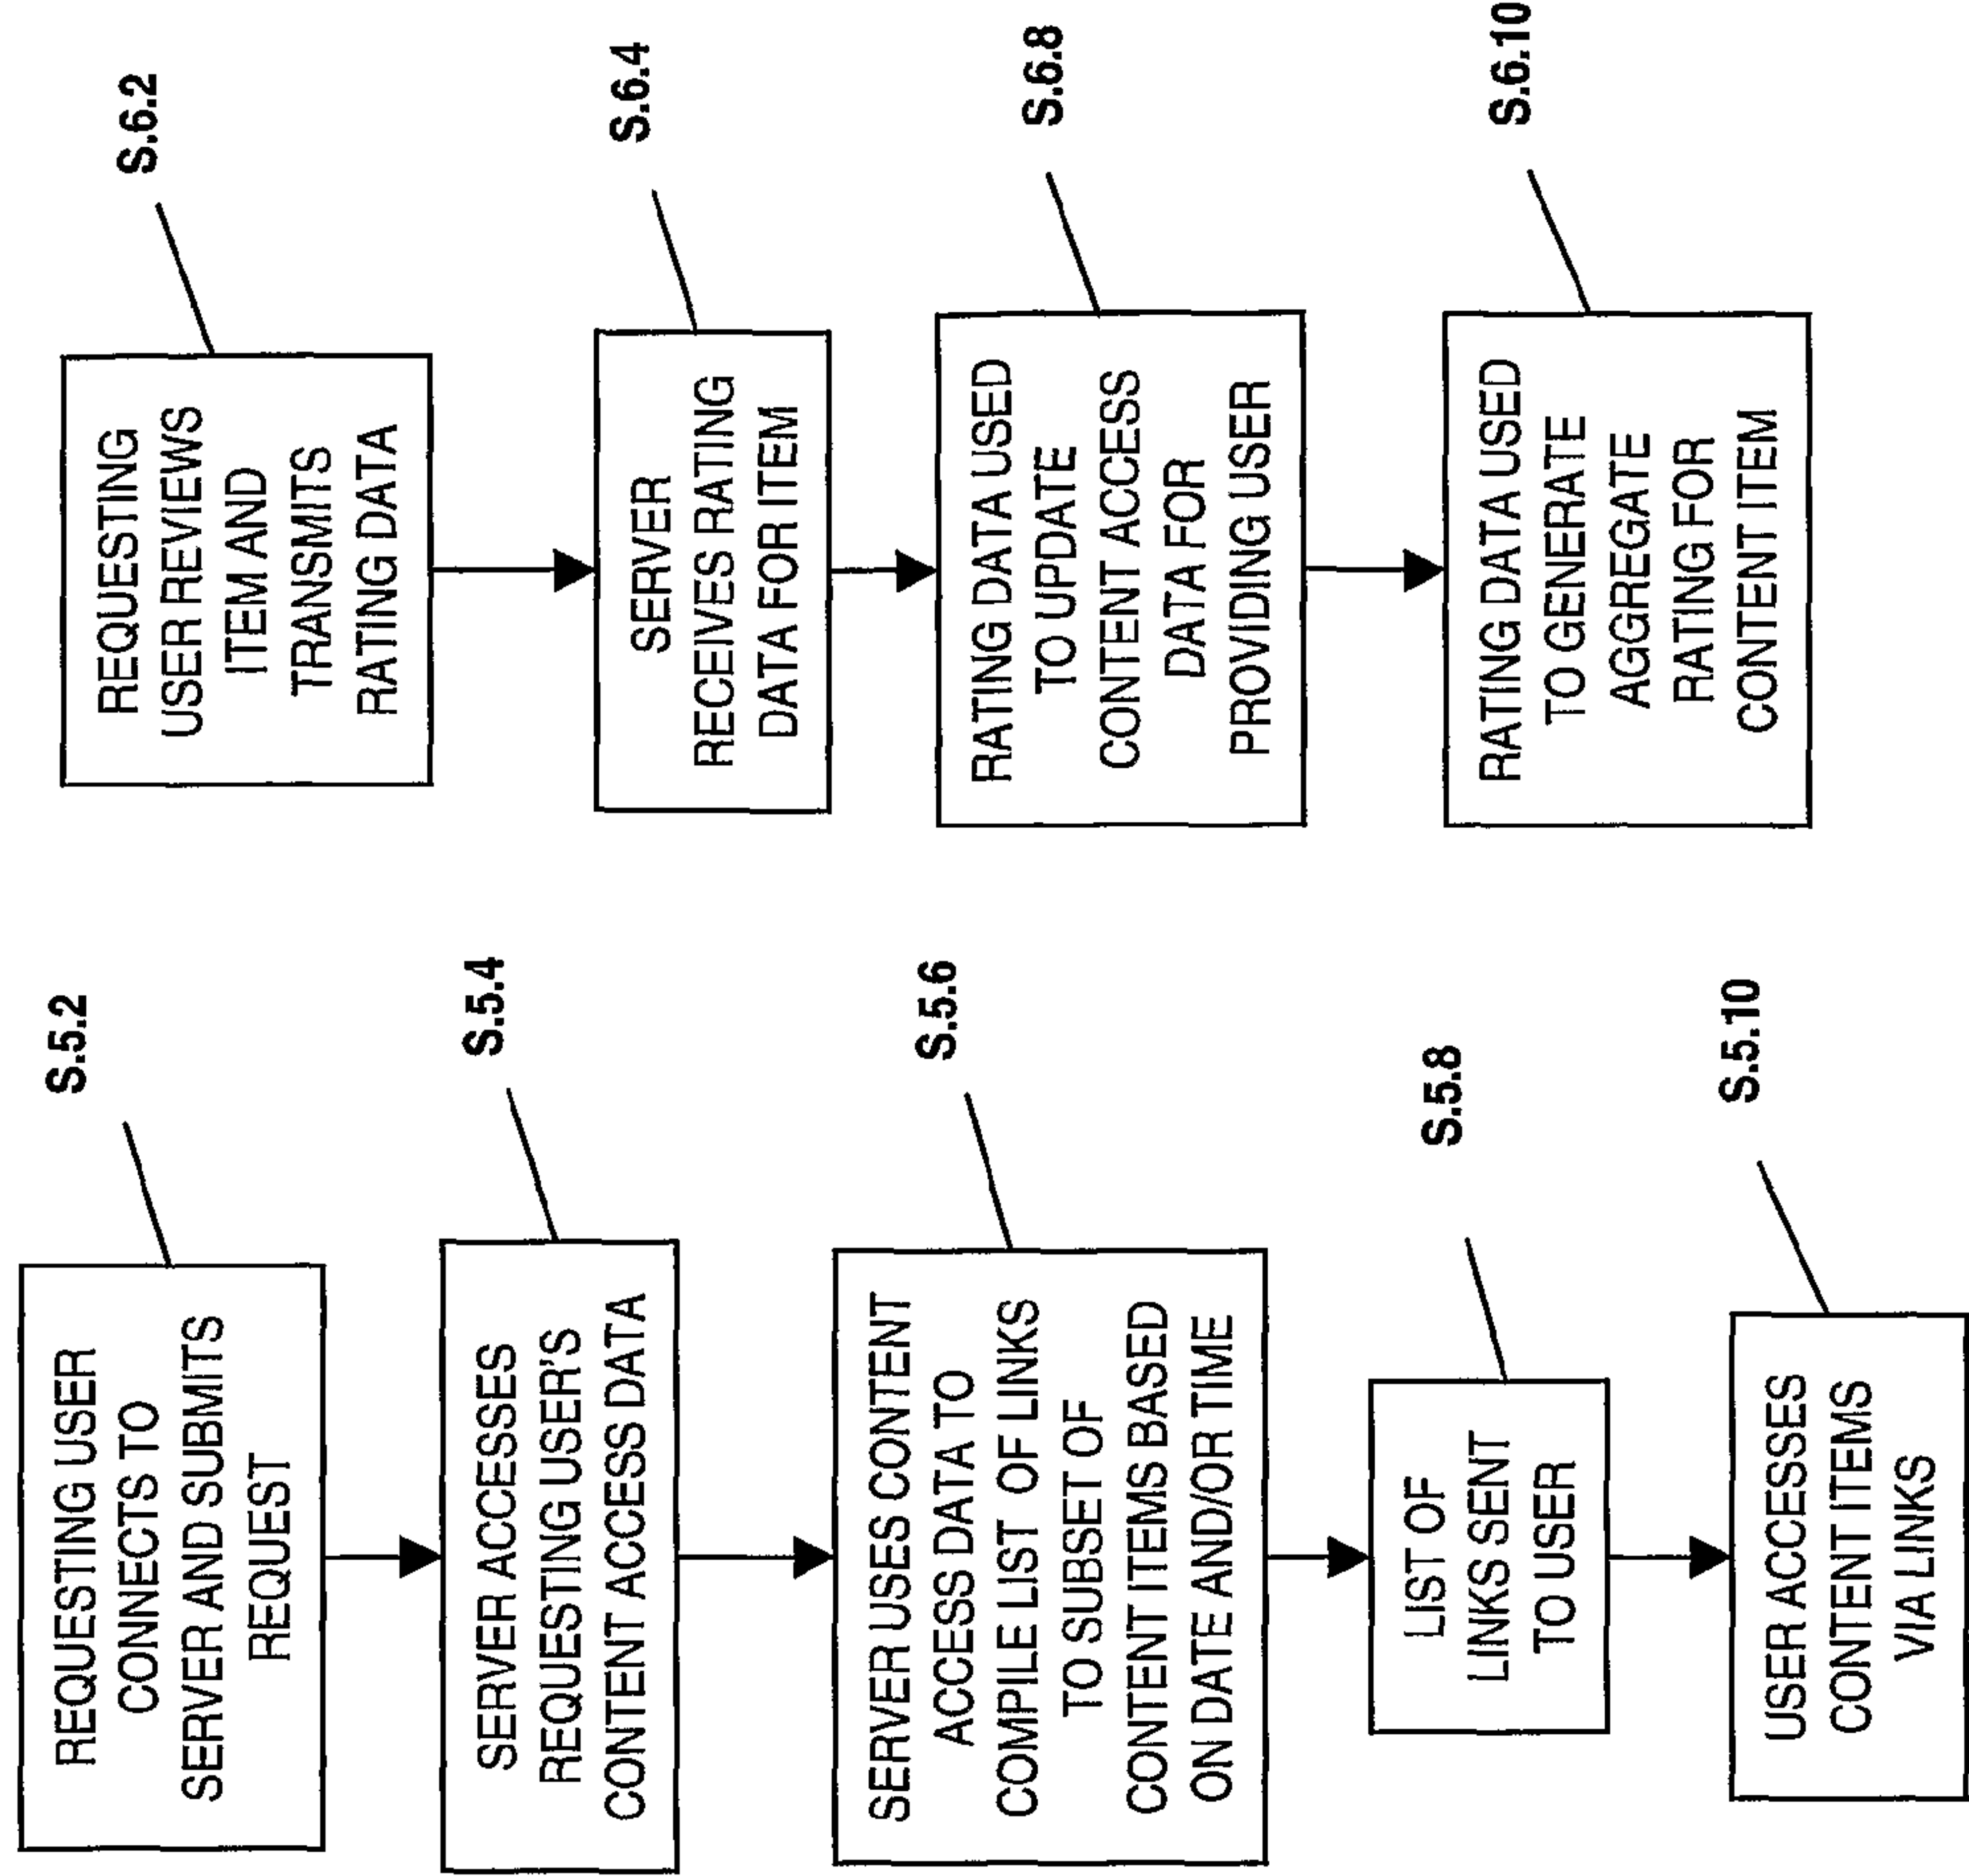 REQUESTING USER
CONNECTS TO
SERVER AND SUBMITS
REQUEST
S.5.2
SERVER ACCESSES
REQUESTING USER'S
CONTENT ACCESS DATA
S.5.4
SERVER USES CONTENT
ACCESS DATA TO
COMPILE LIST OF LINKS
TO SUBSET OF
CONTENT ITEMS BASED
ON DATE AND/OR TIME
S.5.6
LIST OF
LINKS SENT
TO USER
S.5.8
USER ACCESSES
CONTENT ITEMS
VIA LINKS
S.5.10
REQUESTING
USER REVIEWS
ITEM AND
TRANSMITS
RATING DATA
S.6.2
SERVER
RECEIVES RATING
DATA FOR ITEM
S.6.4
RATING DATA USED
TO UPDATE
CONTENT ACCESS
DATA FOR
PROVIDING USER
S.6.8
RATING DATA USED
TO GENERATE
AGGREGATE
RATING FOR
CONTENT ITEM
S.6.10